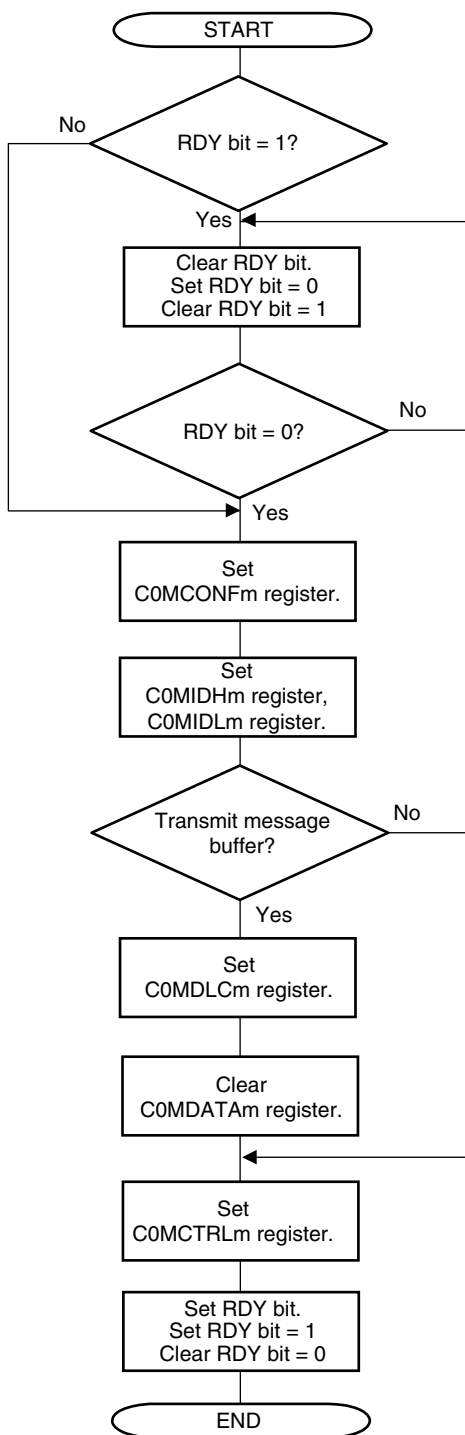 START
No
RDY bit = 1?
Yes
Clear RDY bit.
Set RDY bit = 0
Clear RDY bit = 1
No
RDY bit = 0?
Yes
Set
C0MCONFm register.
Set
C0MIDHm register,
C0MIDLm register.
No
Transmit message
buffer?
Yes
Set
C0MDLCm register.
Clear
C0MDATAm register.
Set
C0MCTRLm register.
Set RDY bit.
Set RDY bit = 1
Clear RDY bit = 0
END